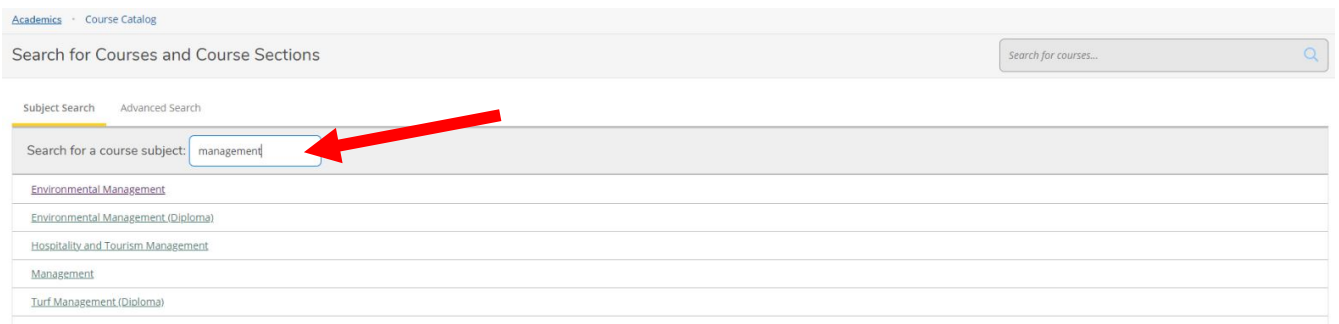 Academics · Course Catalog
Search for Courses and Course Sections
Search for courses...
Subject Search Advanced Search
Search for a course subject: management
Environmental Management
Environmental Management (Diploma)
Hospitality and Tourism Management
Management
Turf Management (Diploma)